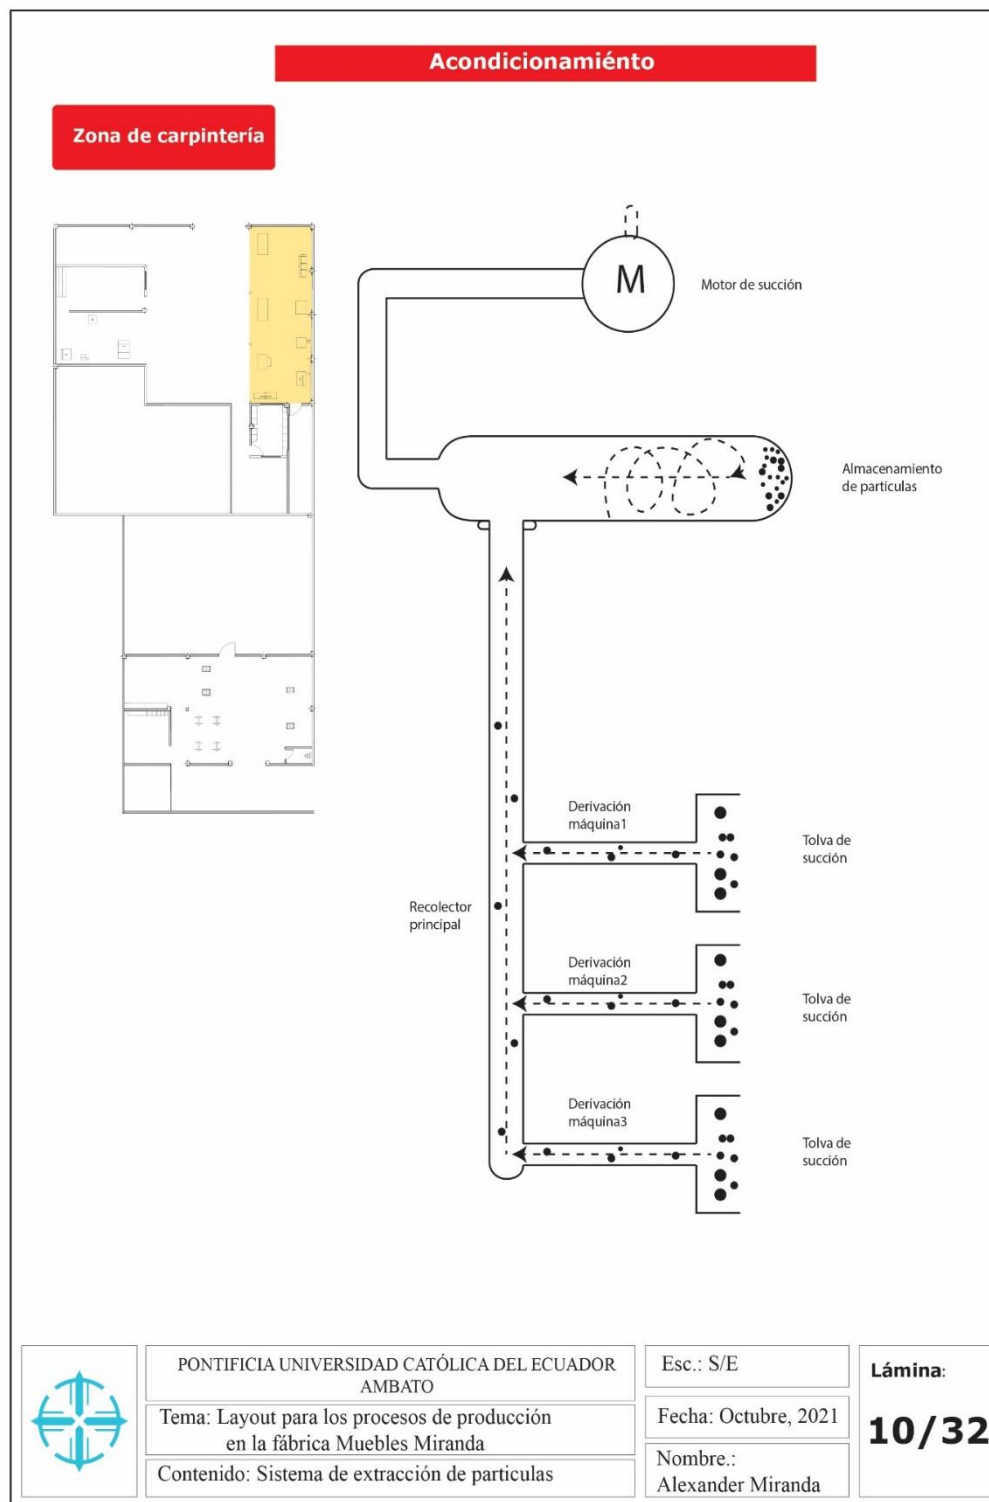 Acondicionamiénto
Zona de carpintería
M
Motor de succión
Almacenamiento
de particulas
Derivación
máquina1
Tolva de
succión
Recolector
principal
Derivación
máquina2
Tolva de
succión
Derivación
máquina3
Tolva de
succión
PONTIFICIA UNIVERSIDAD CATÓLICA DEL ECUADOR
AMBATO
Tema: Layout para los procesos de producción
en la fábrica Muebles Miranda
Contenido: Sistema de extracción de particulas
Esc.: S/E
Fecha: Octubre, 2021
Nombre.:
Alexander Miranda
Lámina:
10/32